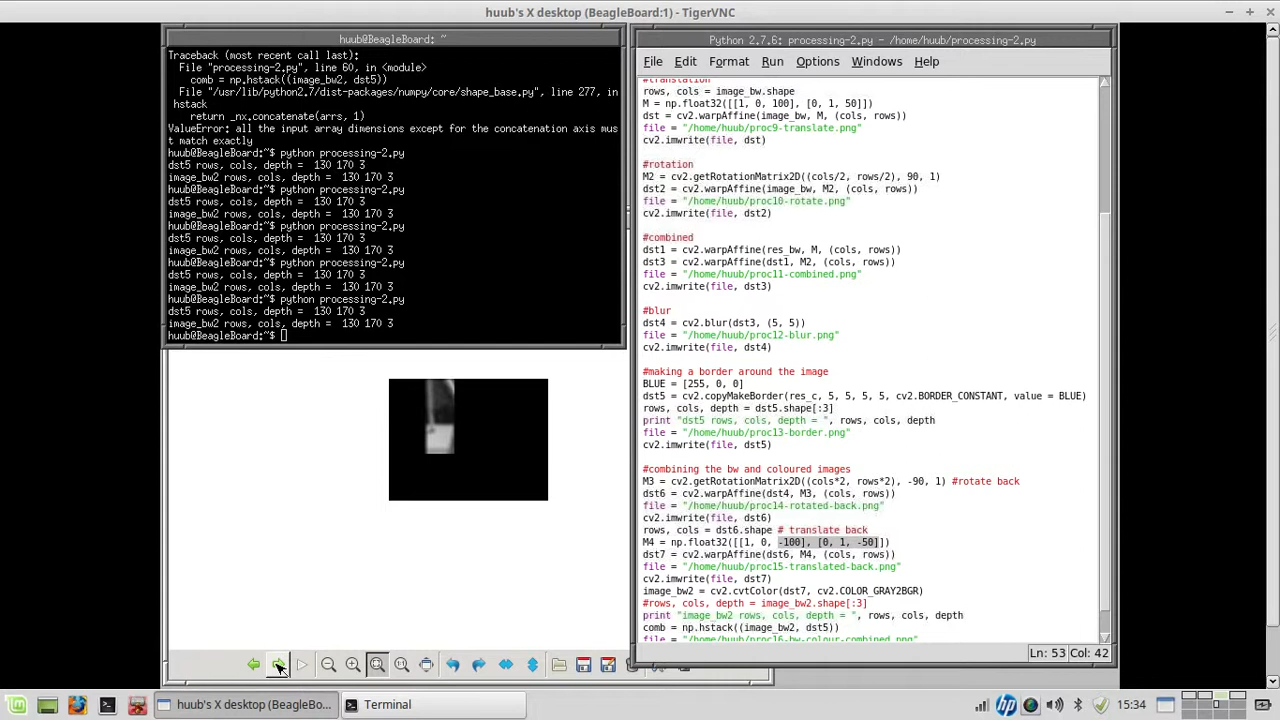 huub's X desktop (BeagleBoard:1) - TigerVNC
huub@BeagleBoard: ~
Traceback (most recent call last):
File "processing-2.py", line 60, in <module>
comb = np.hstack((image_bw2, dst5))
File "/usr/lib/python2.7/dist-packages/numpy/core/shape_base.py", line 277, in
hstack
return _nx.concatenate(arrs, 1)
ValueError: all the input array dimensions except for the concatenation axis mus
t match exactly
huub@BeagleBoard:~$ python processing-2.py
dst5 rows, cols, depth =  130 170 3
image_bw2 rows, cols, depth =  130 170 3
huub@BeagleBoard:~$ python processing-2.py
dst5 rows, cols, depth =  130 170 3
image_bw2 rows, cols, depth =  130 170 3
huub@BeagleBoard:~$ python processing-2.py
dst5 rows, cols, depth =  130 170 3
image_bw2 rows, cols, depth =  130 170 3
huub@BeagleBoard:~$ python processing-2.py
dst5 rows, cols, depth =  130 170 3
image_bw2 rows, cols, depth =  130 170 3
huub@BeagleBoard:~$ python processing-2.py
dst5 rows, cols, depth =  130 170 3
image_bw2 rows, cols, depth =  130 170 3
huub@BeagleBoard:~$
Python 2.7.6: processing-2.py - /home/huub/processing-2.py
File Edit Format Run Options Windows Help
#translation
rows, cols = image_bw.shape
M = np.float32([[1, 0, 100], [0, 1, 50]])
dst = cv2.warpAffine(image_bw, M, (cols, rows))
file = "/home/huub/proc9-translate.png"
cv2.imwrite(file, dst)
#rotation
M2 = cv2.getRotationMatrix2D((cols/2, rows/2), 90, 1)
dst2 = cv2.warpAffine(image_bw, M2, (cols, rows))
file = "/home/huub/proc10-rotate.png"
cv2.imwrite(file, dst2)
#combined
dst1 = cv2.warpAffine(res_bw, M, (cols, rows))
dst3 = cv2.warpAffine(dst1, M2, (cols, rows))
file = "/home/huub/proc11-combined.png"
cv2.imwrite(file, dst3)
#blur
dst4 = cv2.blur(dst3, (5, 5))
file = "/home/huub/proc12-blur.png"
cv2.imwrite(file, dst4)
#making a border around the image
BLUE = [255, 0, 0]
dst5 = cv2.copyMakeBorder(res_c, 5, 5, 5, 5, cv2.BORDER_CONSTANT, value = BLUE)
rows, cols, depth = dst5.shape[:3]
print "dst5 rows, cols, depth = ", rows, cols, depth
file = "/home/huub/proc13-border.png"
cv2.imwrite(file, dst5)
#combining the bw and coloured images
M3 = cv2.getRotationMatrix2D((cols*2, rows*2), -90, 1) #rotate back
dst6 = cv2.warpAffine(dst4, M3, (cols, rows))
file = "/home/huub/proc14-rotated-back.png"
cv2.imwrite(file, dst6)
rows, cols = dst6.shape # translate back
M4 = np.float32([[1, 0, -100], [0, 1, -50]])
dst7 = cv2.warpAffine(dst6, M4, (cols, rows))
file = "/home/huub/proc15-translated-back.png"
cv2.imwrite(file, dst7)
image_bw2 = cv2.cvtColor(dst7, cv2.COLOR_GRAY2BGR)
#rows, cols, depth = image_bw2.shape[:3]
print "image_bw2 rows, cols, depth = ", rows, cols, depth
comb = np.hstack((image_bw2, dst5))
file = "/home/huub/proc16-bw-colour-combined.png"
Ln: 53 Col: 42
huub's X desktop (BeagleBo...
Terminal
hp
15:34